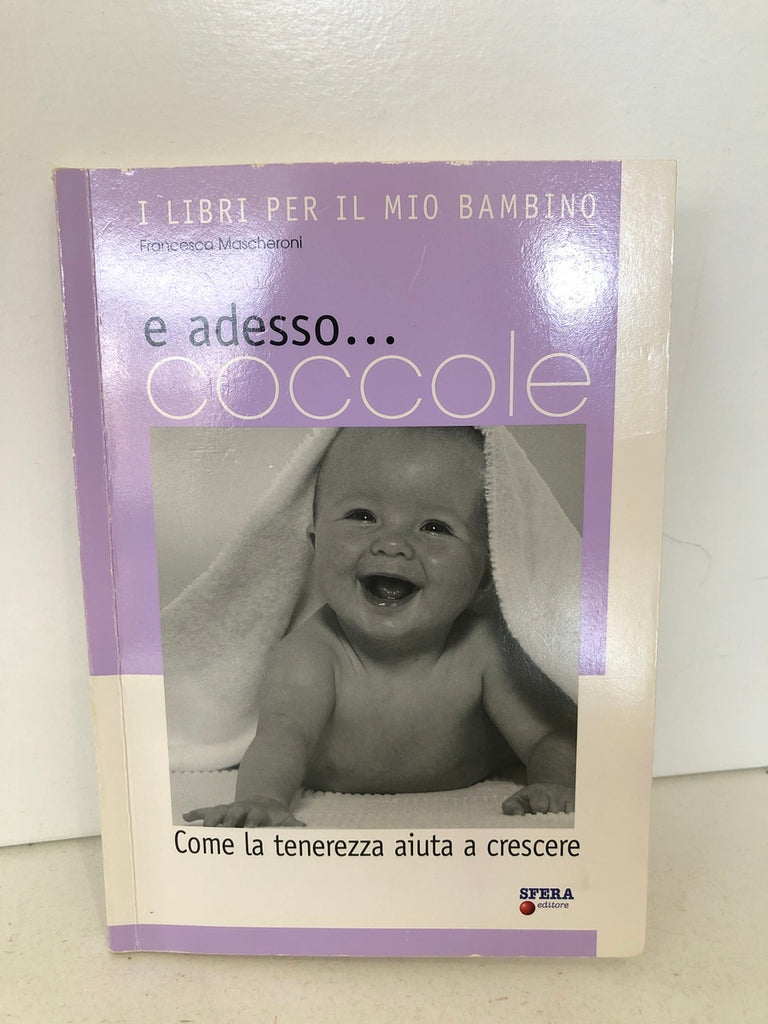 I LIBRI PER IL MIO BAMBINO
Francesca Mascheroni
e adesso...
coccole
Come la tenerezza aiuta a crescere
SFERA
editore